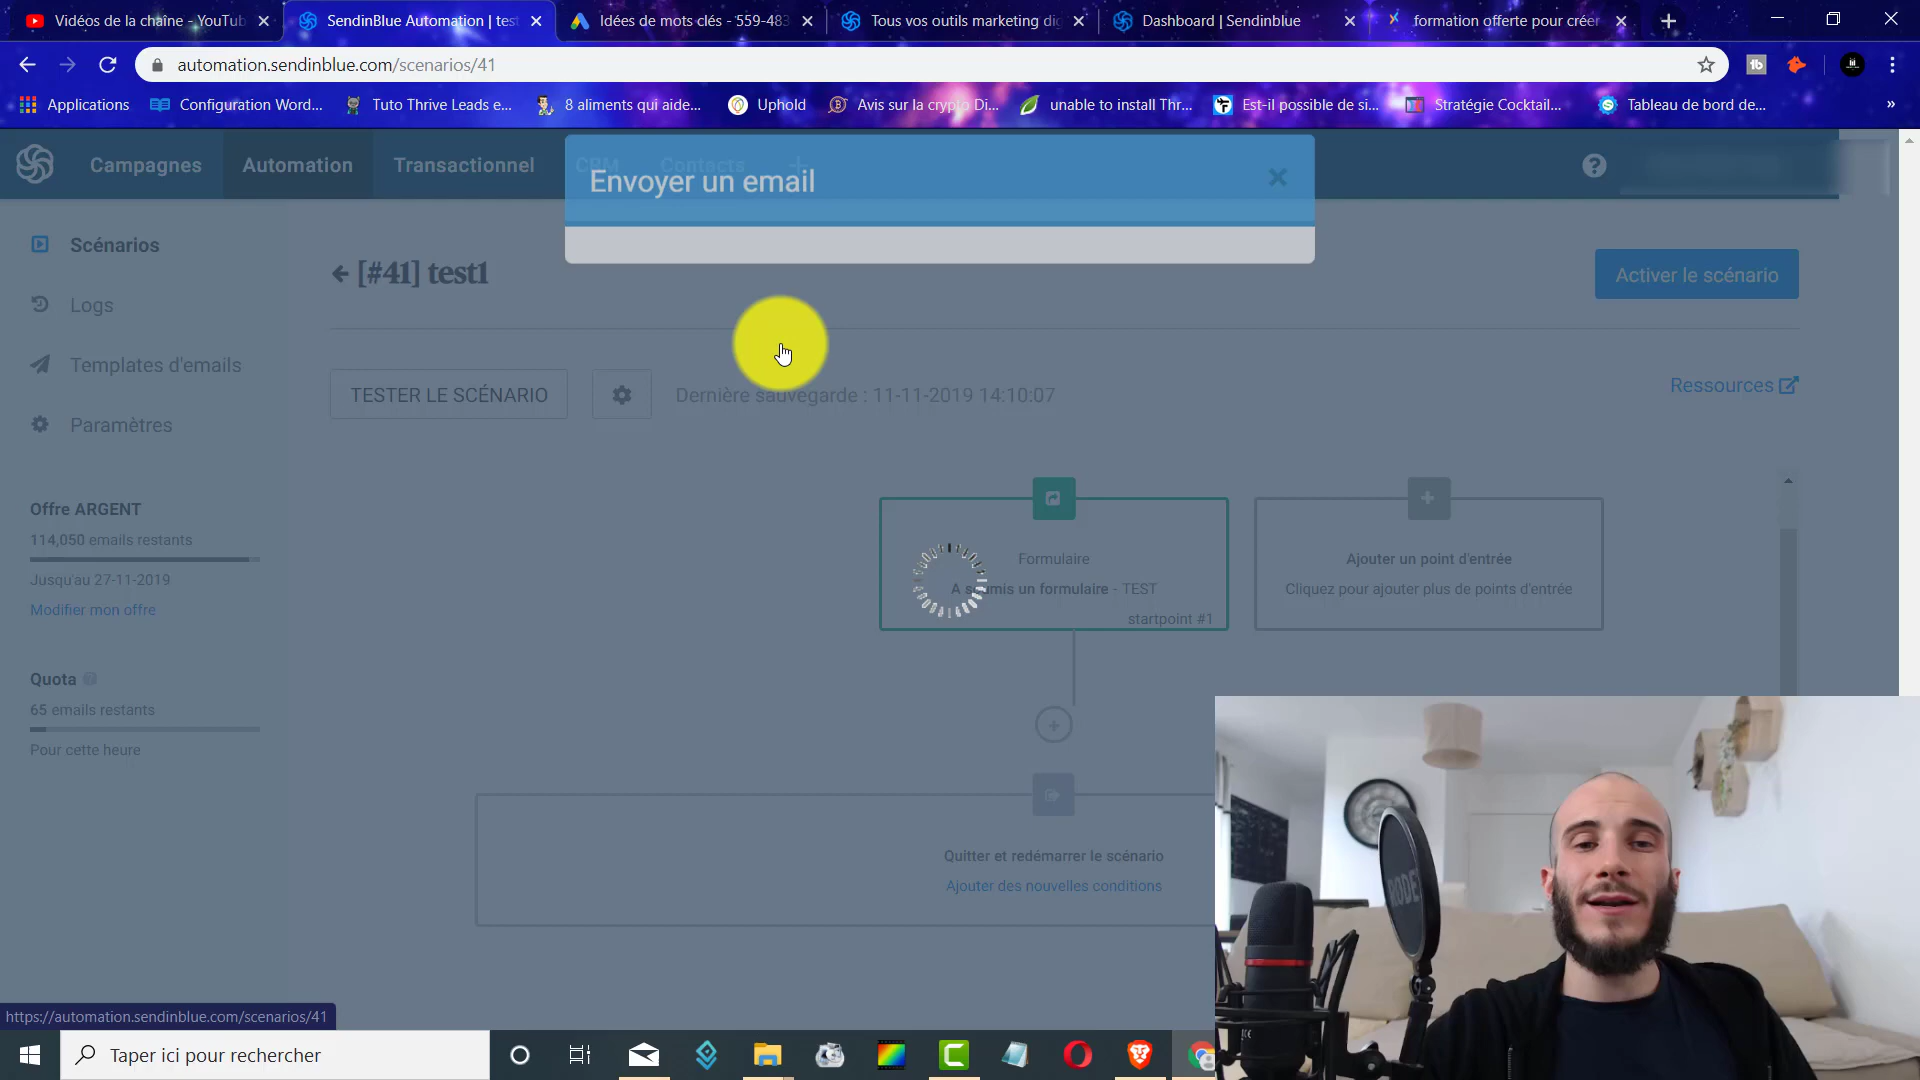 Vidéos de la chaîne - YouTub
SendinBlue Automation | test
Idées de mots clés - 559-483
Tous vos outils marketing dig
Dashboard | Sendinblue
formation offerte pour créer
automation.sendinblue.com/scenarios/41
Applications
Configuration Word...
Tuto Thrive Leads e...
8 aliments qui aide...
Uphold
Avis sur la crypto Di...
unable to install Thr...
Est-il possible de si...
Stratégie Cocktail...
Tableau de bord de...
»
Campagnes
Automation
Transactionnel
CRM
Contacts
Envoyer un email
Scénarios
[#41] test1
Activer le scénario
Logs
Templates d'emails
TESTER LE SCÉNARIO
Dernière sauvegarde : 11-11-2019 14:10:07
Ressources
Paramètres
Offre ARGENT
114,050 emails restants
Jusqu'au 27-11-2019
Modifier mon offre
Formulaire
A soumis un formulaire - TEST
startpoint #1
Ajouter un point d'entrée
Cliquez pour ajouter plus de points d'entrée
Quota
65 emails restants
Pour cette heure
Quitter et redémarrer le scénario
Ajouter des nouvelles conditions
RODE
https://automation.sendinblue.com/scenarios/41
Taper ici pour rechercher